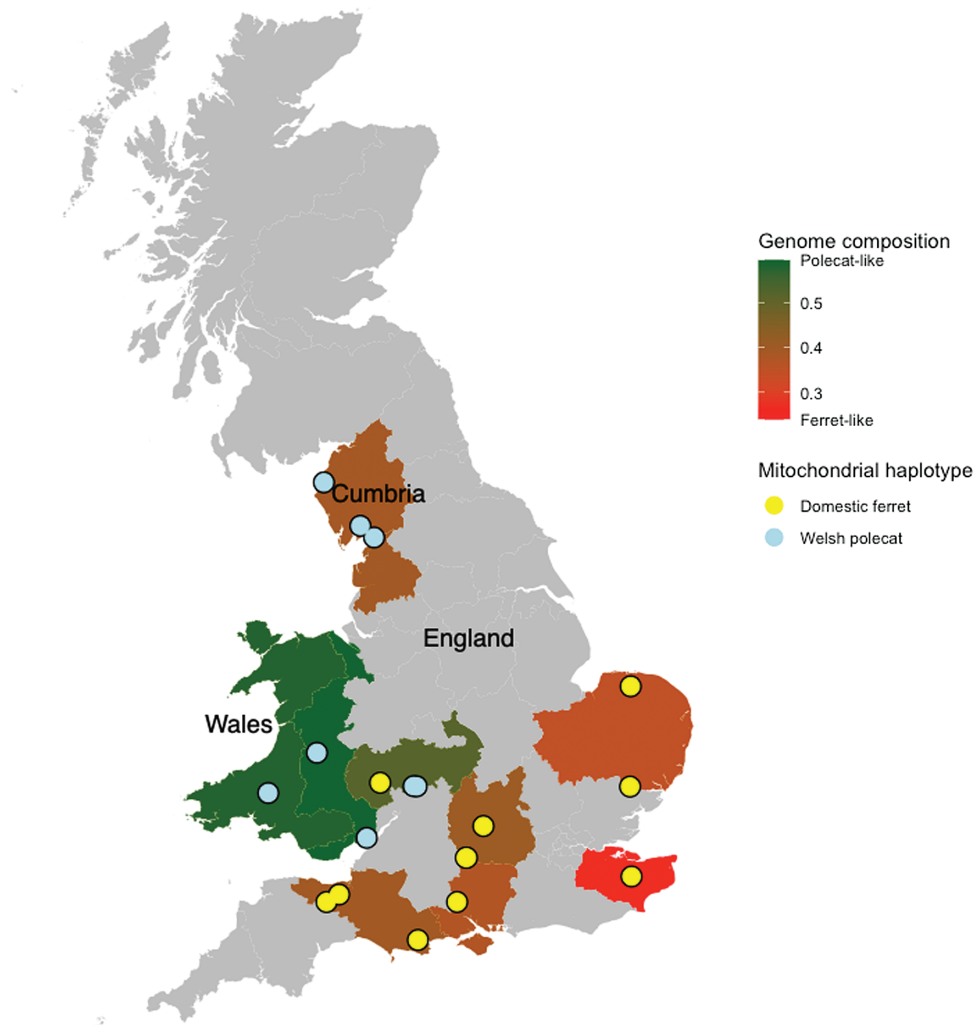 Genome composition
Polecat-like
0.5
0.4
0.3
Ferret-like
Mitochondrial haplotype
Domestic ferret
Welsh polecat
Cumbria
England
Wales